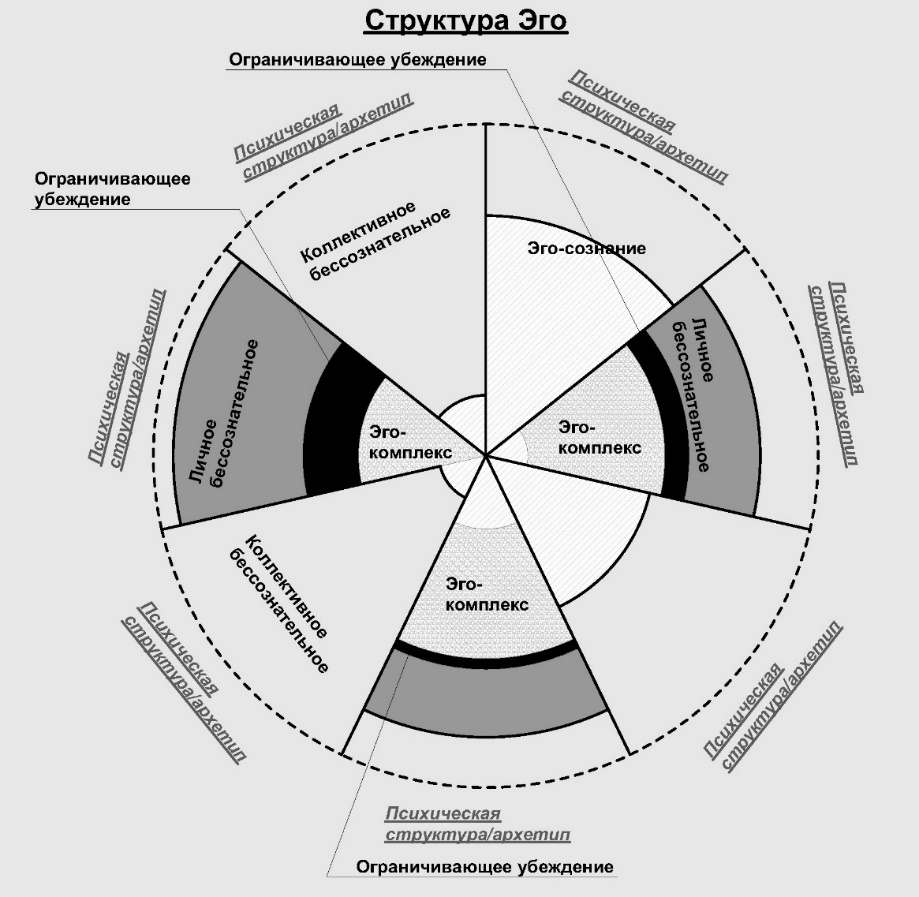 Структура Эго
Ограничивающее убеждение
Психическая
структура/архетип
Психическая
структура/архетип
Ограничивающее
убеждение
Коллективное
бессознательное
Эго-сознание
Психическая
структура/архетип
Личное
бессознательное
Психическая
структура/архетип
Личное
бессознательное
Эго-
комплекс
Эго-
комплекс
Коллективное
бессознательное
Эго-
комплекс
Психическая
структура/архетип
Психическая
структура/архетип
Психическая
структура/архетип
Ограничивающее убеждение